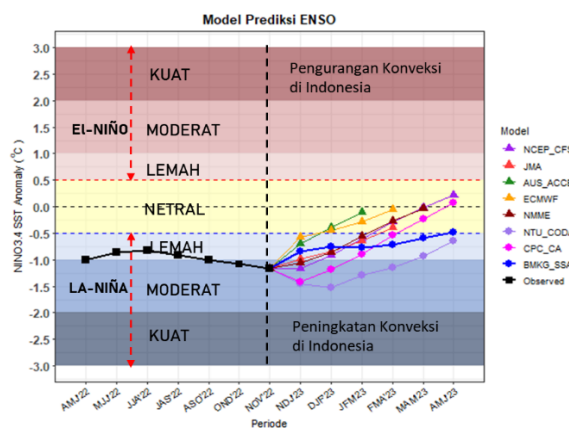 Model Prediksi ENSO
3.0
2.5
2.0
1.5
1.0
0.5
0.0
-0.5
-1.0
-1.5
-2.0
-2.5
-3.0
NINO3.4 SST Anomaly (°C)
KUAT
Pengurangan Konveksi
di Indonesia
El-NIÑO
MODERAT
LEMAH
NETRAL
LEMAH
LA-NIÑA
MODERAT
KUAT
Peningkatan Konveksi
di Indonesia
AMJ'22
MJJ'22
JJA'22
JAS'22
ASO'22
OND'22
NOV'22
NDJ'23
DJF'23
JFM'23
FMA'23
MAM'23
AMJ'23
Periode
Model
NCEP_CFS
JMA
AUS_ACCE
ECMWF
NMME
NTU_CODA
CPC_CA
BMKG_SSA
Observed